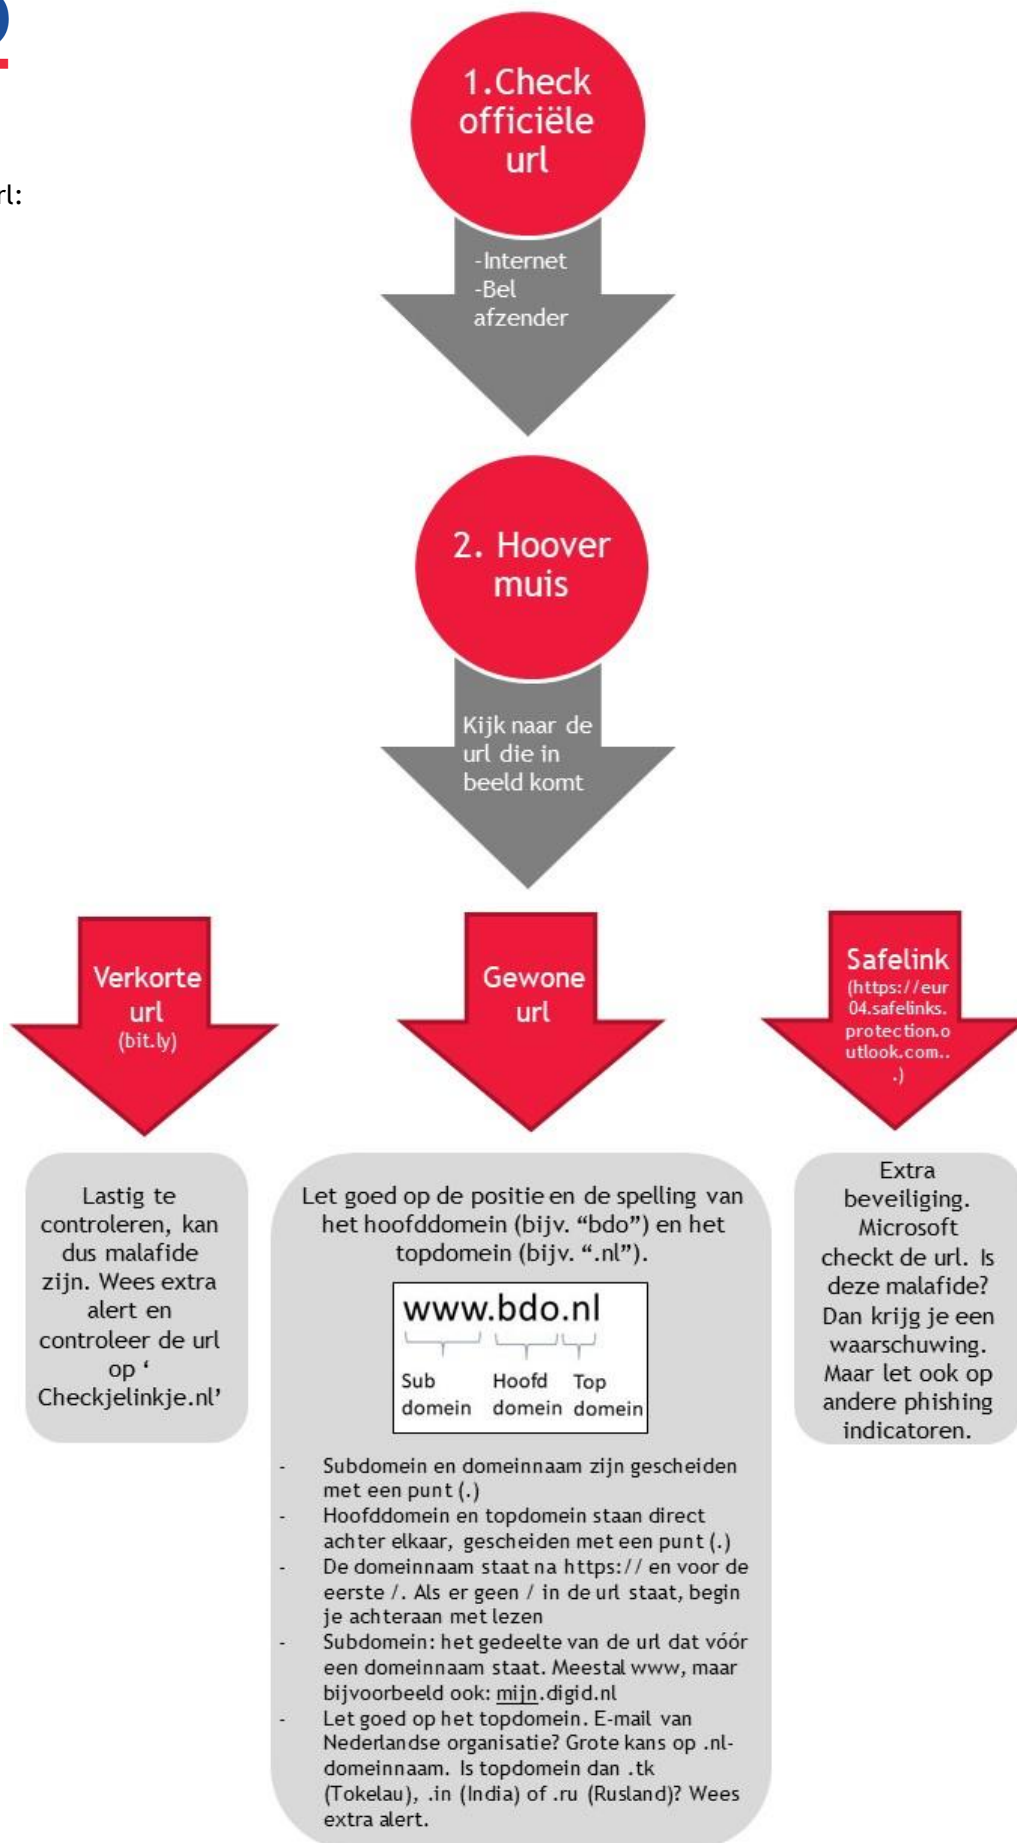 rl:
1.Check
officiële
url
-Internet
-Bel
afzender
2. Hoover
muis
Kijk naar de
url die in
beeld komt
Verkorte
url
(bit.ly)
Gewone
url
Safelink
(https://eur
04.safelinks.
protection.o
utlook.com..
.)
Lastig te
controleren, kan
dus malafide
zijn. Wees extra
alert en
controleer de url
op ‘
Checkjelinkje.nl’
Let goed op de positie en de spelling van
het hoofddomein (bijv. “bdo”) en het
topdomein (bijv. “.nl”).
www.bdo.nl
Sub Hoofd Top
domein domein domein
- Subdomein en domeinnaam zijn gescheiden
met een punt (.)
- Hoofddomein en topdomein staan direct
achter elkaar, gescheiden met een punt (.)
- De domeinnaam staat na https:// en voor de
eerste /. Als er geen / in de url staat, begin
je achteraan met lezen
- Subdomein: het gedeelte van de url dat vóór
een domeinnaam staat. Meestal www, maar
bijvoorbeeld ook: mijn.digid.nl
- Let goed op het topdomein. E-mail van
Nederlandse organisatie? Grote kans op .nl-
domeinnaam. Is topdomein dan .tk
(Tokelau), .in (India) of .ru (Rusland)? Wees
extra alert.
Extra
beveiliging.
Microsoft
checkt de url. Is
deze malafide?
Dan krijg je een
waarschuwing.
Maar let ook op
andere phishing
indicatoren.